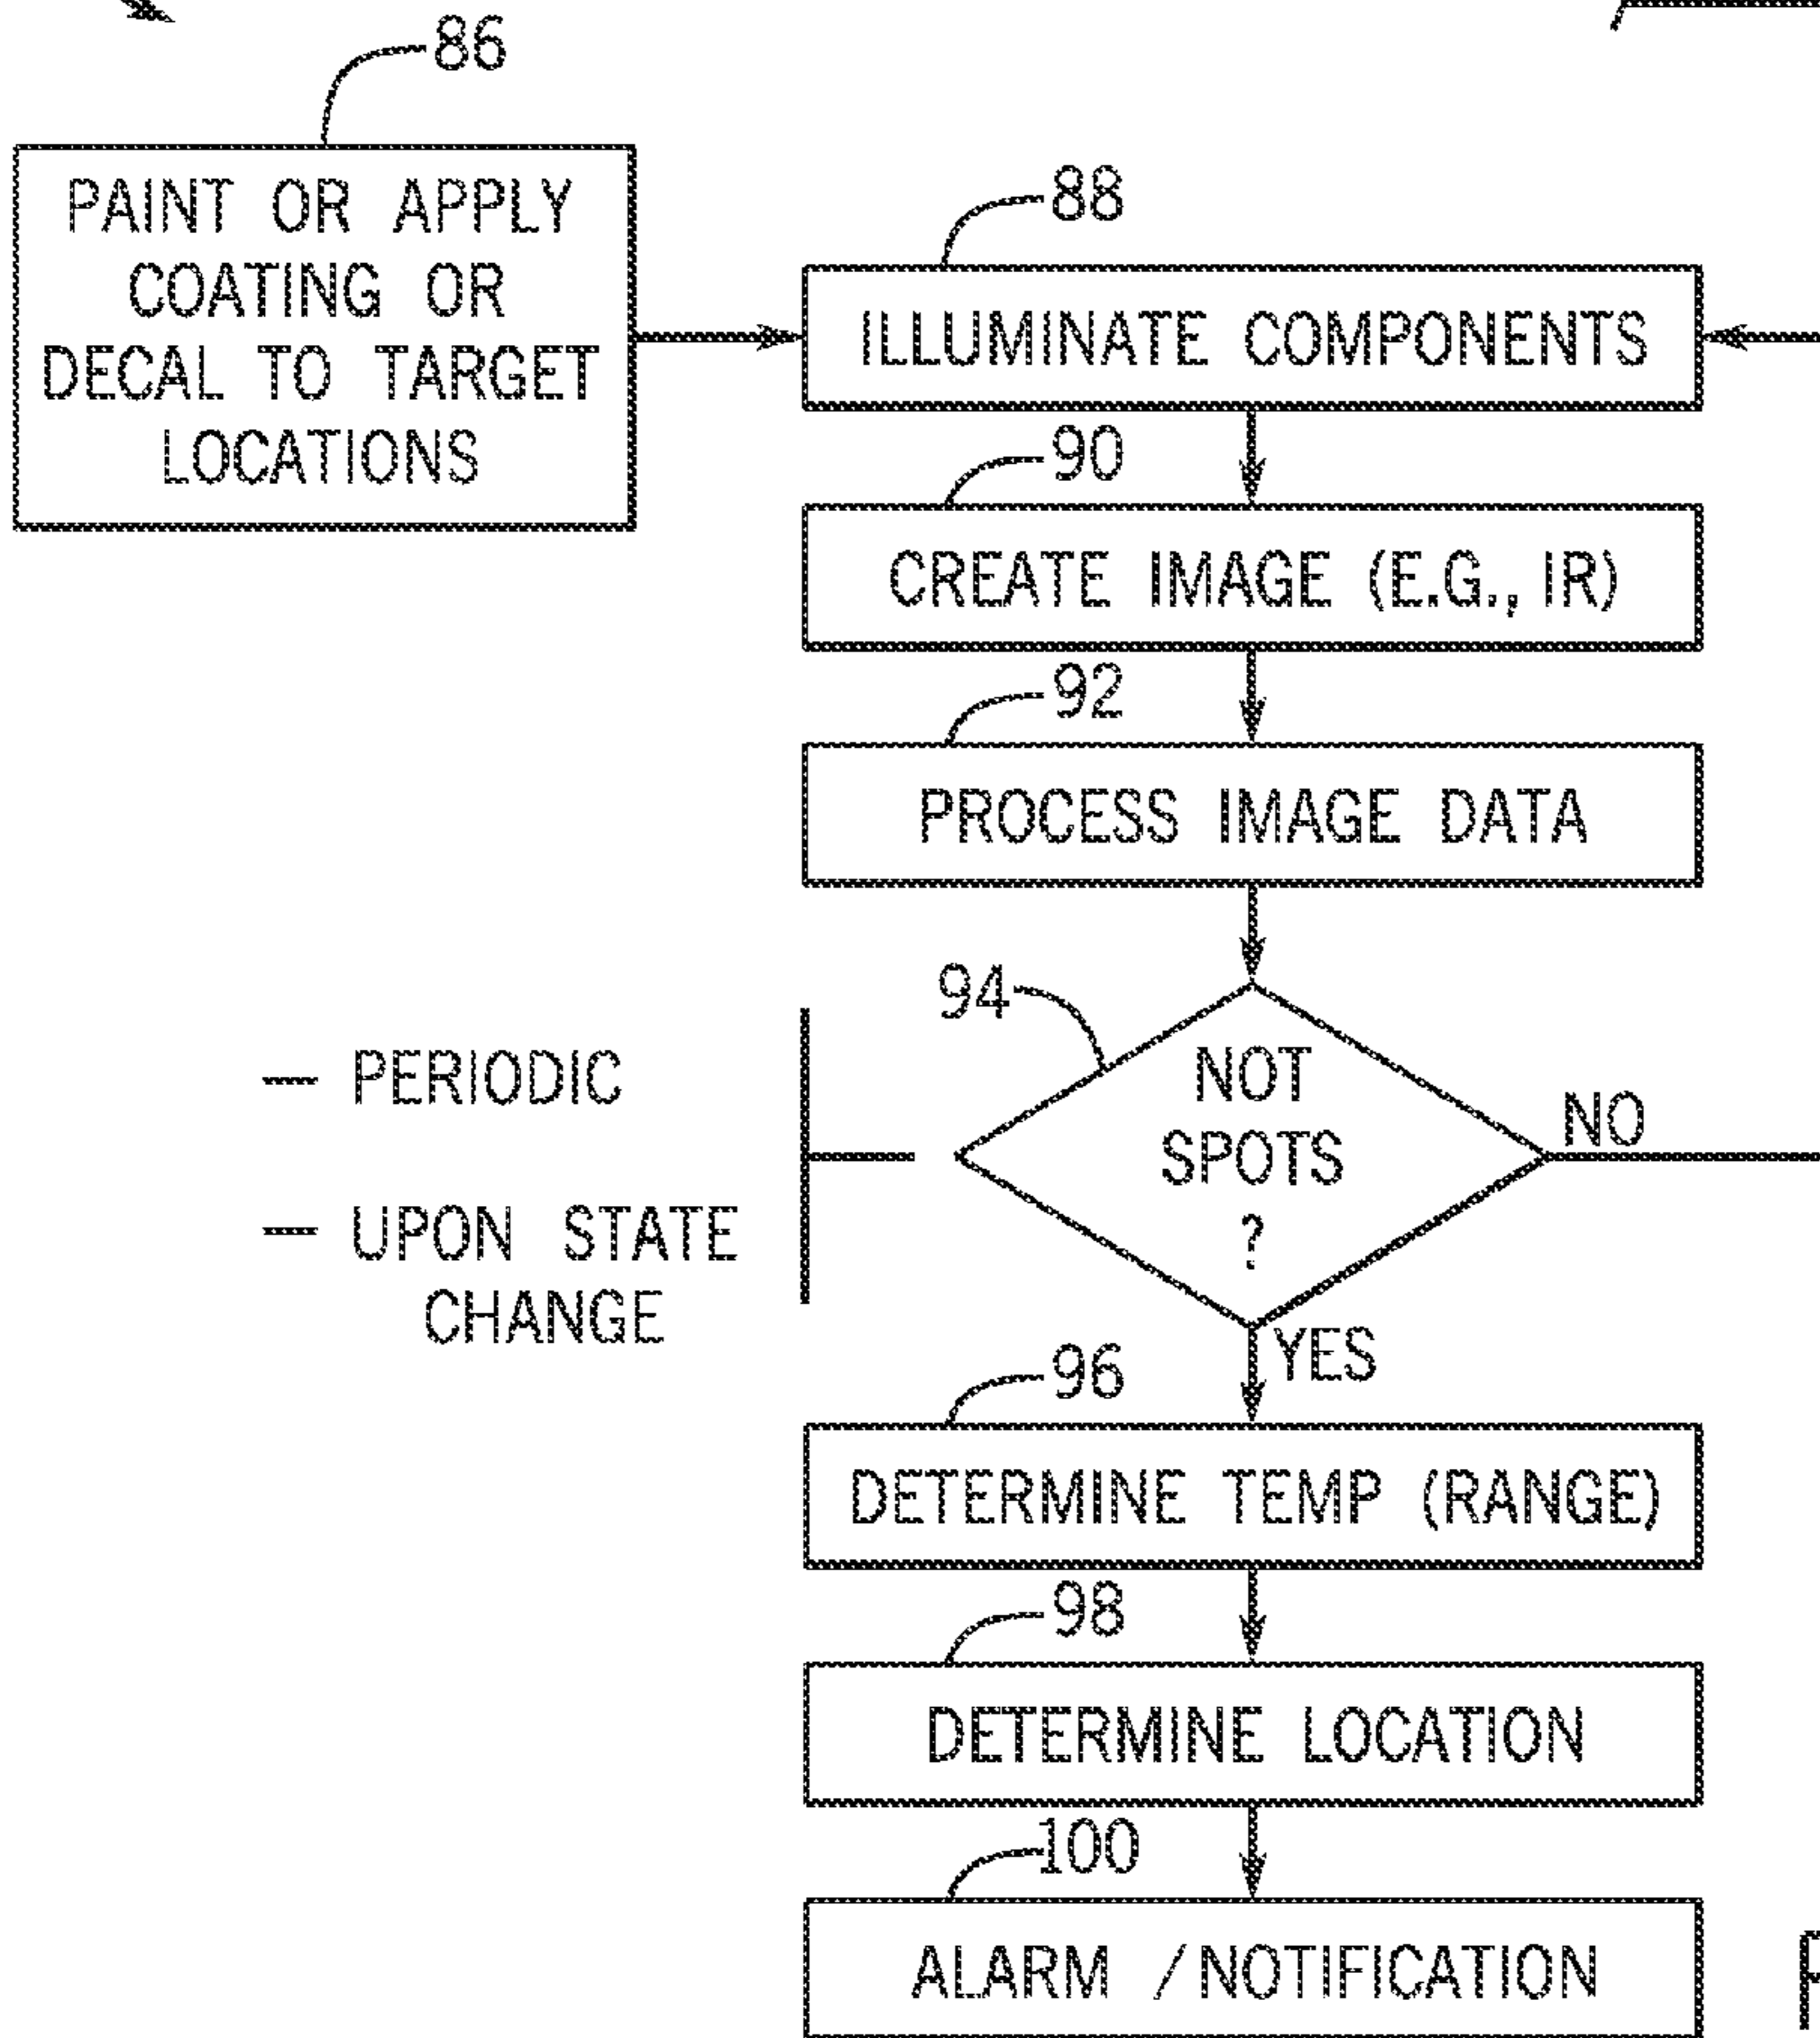 86
PAINT OR APPLY
COATING OR
DECAL TO TARGET
LOCATIONS
88
ILLUMINATE COMPONENTS
90
CREATE IMAGE (E.G., IR)
92
PROCESS IMAGE DATA
94
NOT
SPOTS
?
NO
— PERIODIC
— UPON STATE
CHANGE
YES
96
DETERMINE TEMP (RANGE)
98
DETERMINE LOCATION
100
ALARM / NOTIFICATION